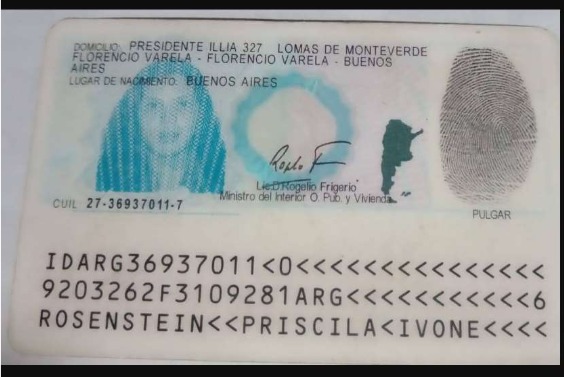 DOMICILIO: PRESIDENTE ILLIA 327 LOMAS DE MONTEVERDE
FLORENCIO VARELA - FLORENCIO VARELA - BUENOS
AIRES
LUGAR DE NACIMIENTO: BUENOS AIRES
Lic.D.Rogelio Frigerio
Ministro del Interior O. Pub. y Vivienda
CUIL 27-36937011-7
PULGAR
IDARG36937011<0<<<<<<<<<<<<<<<
9203262F3109281ARG<<<<<<<<<<<6
ROSENSTEIN<<PRISCILA<IVONE<<<<